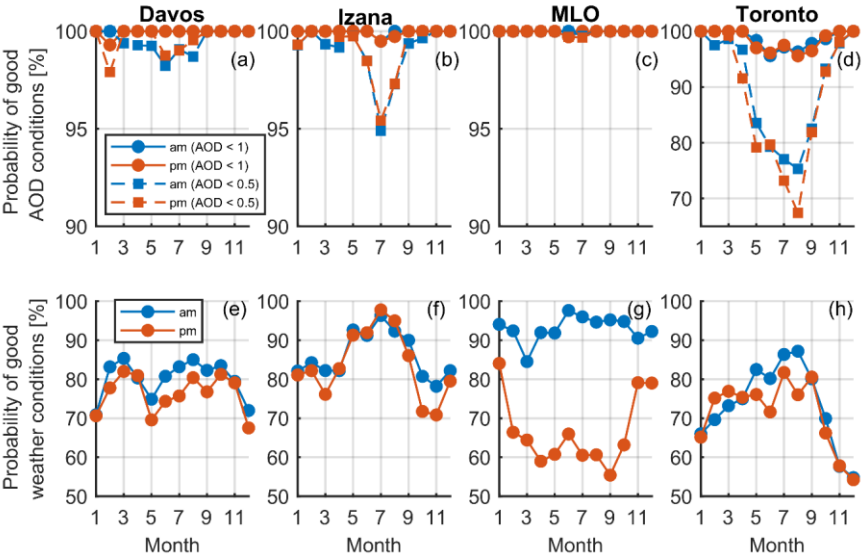 Davos Izana MLO Toronto
Probability of good
AOD conditions [%]
100 95 90
(a)
am (AOD < 1)
pm (AOD < 1)
am (AOD < 0.5)
pm (AOD < 0.5)
1 3 5 7 9 11
100 95 90
(b)
1 3 5 7 9 11
100 95 90
(c)
1 3 5 7 9 11
100 90 80 70
(d)
1 3 5 7 9 11
Probability of good
weather conditions [%]
100 90 80 70 60 50
am
pm
(e)
1 3 5 7 9 11
Month
100 90 80 70 60 50
(f)
1 3 5 7 9 11
Month
100 90 80 70 60 50
(g)
1 3 5 7 9 11
Month
100 90 80 70 60 50
(h)
1 3 5 7 9 11
Month